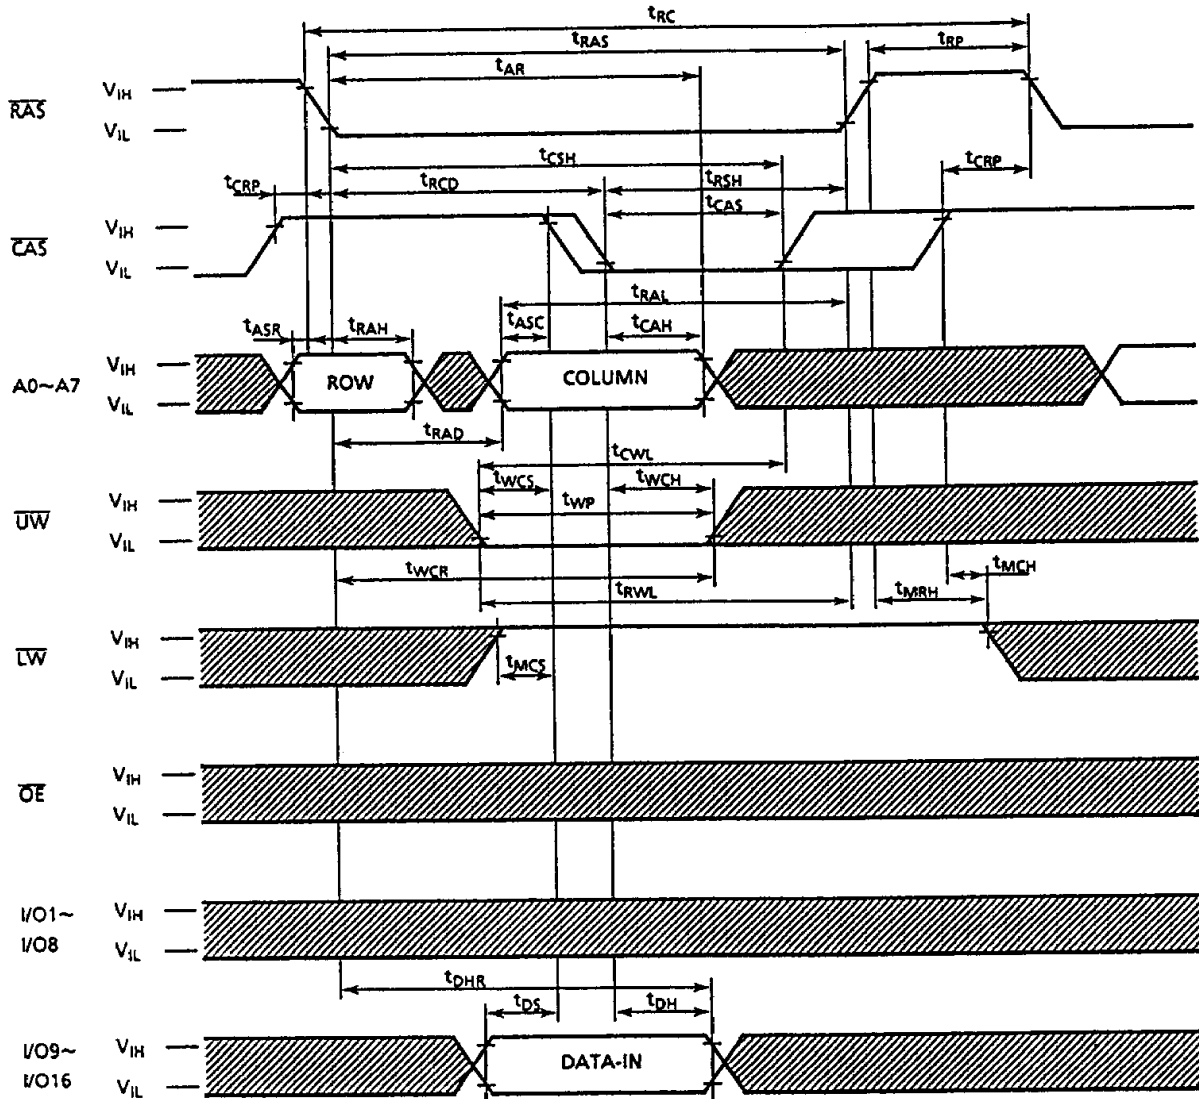 tRC
tRAS
tRP
tAR
RAS
VIH
VIL
tCSH
tCRP
tRCD
tRSH
tCRP
tCAS
CAS
VIH
VIL
tRAL
tASR
tRAH
tASC
tCAH
A0~A7
VIH
VIL
ROW
COLUMN
tRAD
tCWL
tWCS
tWCH
tWP
UW
VIH
VIL
tWCR
tMCH
tRWL
tMRH
LW
VIH
VIL
tMCS
OE
VIH
VIL
I/O1~
I/O8
VIH
VIL
tDHR
tDS
tDH
I/O9~
I/O16
VIH
VIL
DATA-IN